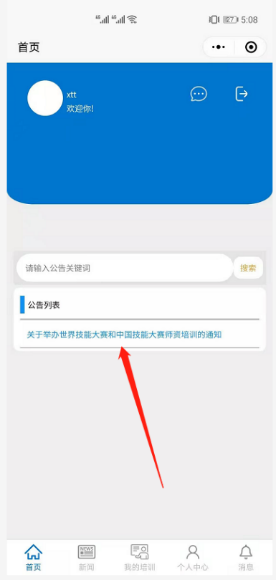 5:08
首页
xtt
欢迎你!
请输入公告关键词
搜索
公告列表
关于举办世界技能大赛和中国技能大赛师资培训的通知
首页
新闻
我的培训
个人中心
消息